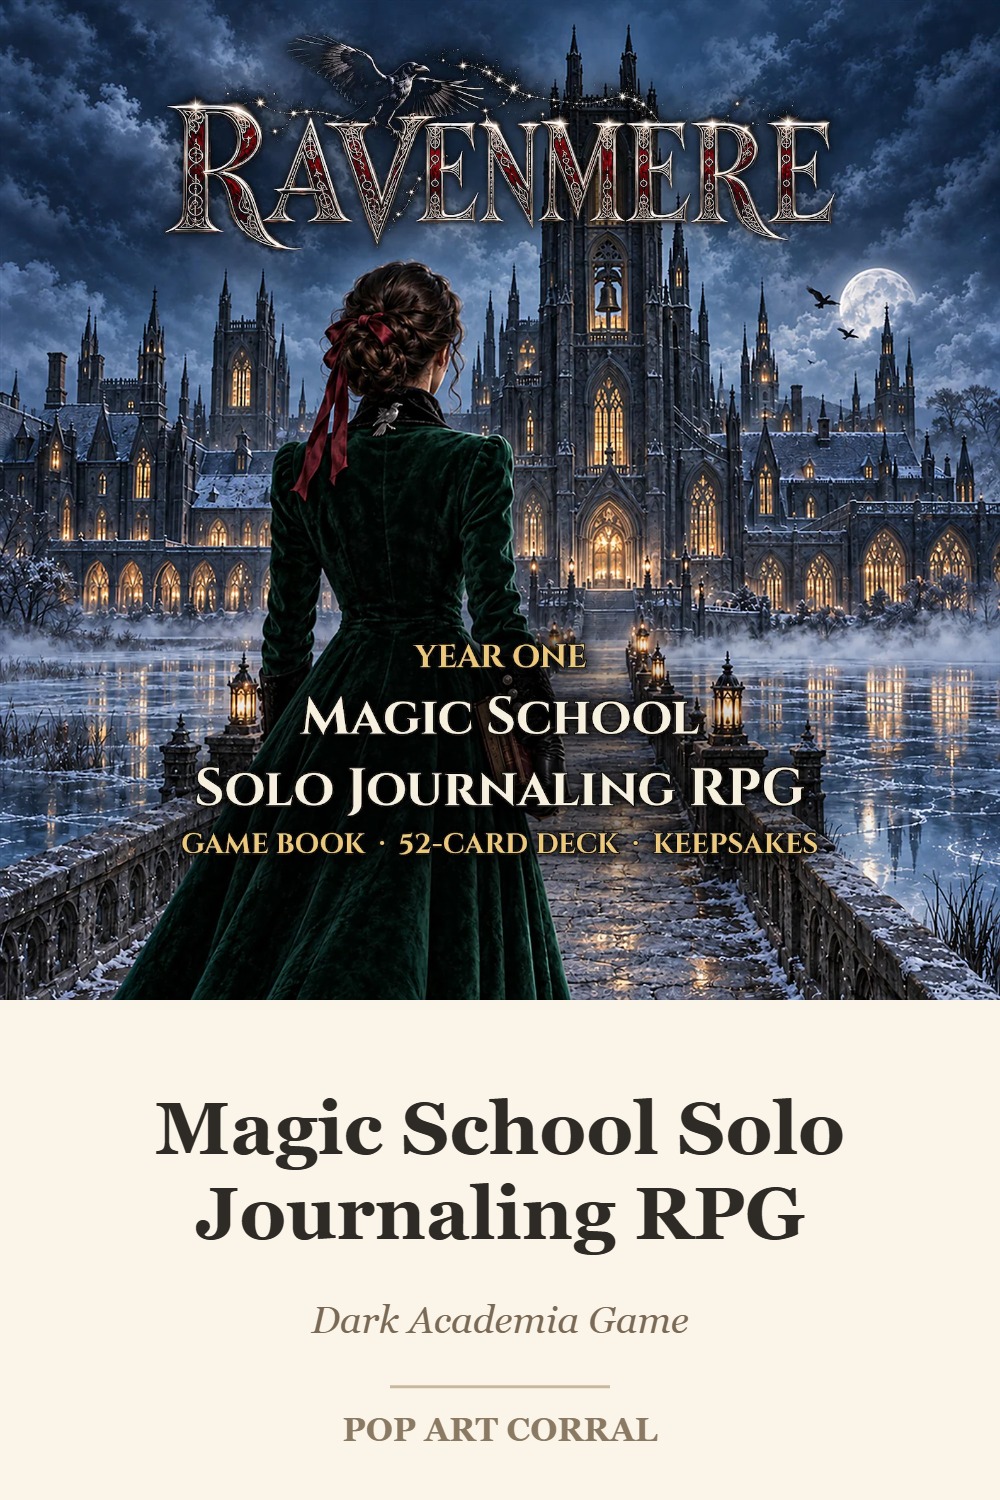 RAVENMERE
YEAR ONE
MAGIC SCHOOL
SOLO JOURNALING RPG
GAME BOOK · 52-CARD DECK · KEEPSAKES
Magic School Solo
Journaling RPG
Dark Academia Game
POP ART CORRAL